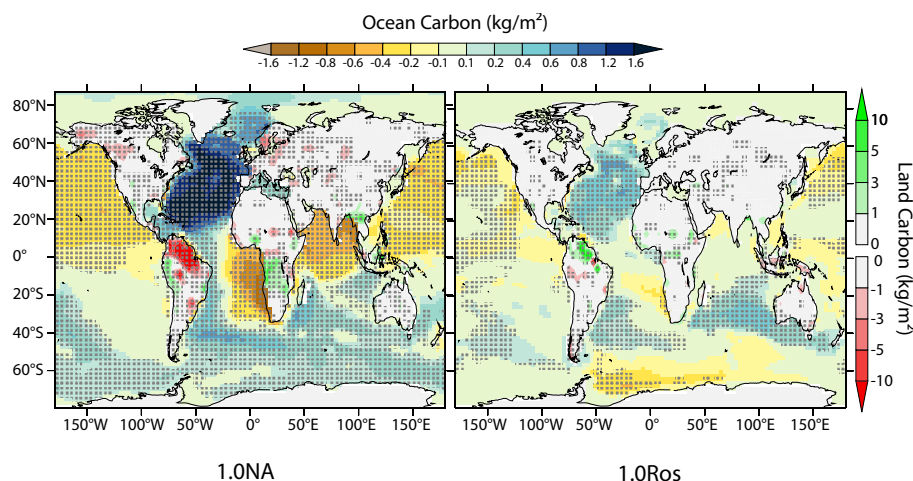 Ocean Carbon (kg/m²)
-1.6 -1.2 -0.8 -0.6 -0.4 -0.2 -0.1 0.1 0.2 0.4 0.6 0.8 1.2 1.6
80°N
60°N
40°N
20°N
0°
20°S
40°S
60°S
150°W 100°W 50°W 0° 50°E 100°E 150°E
150°W 100°W 50°W 0° 50°E 100°E 150°E
10
5
3
1
0
0
-1
-3
-5
-10
Land Carbon (kg/m²)
1.0NA
1.0Ros